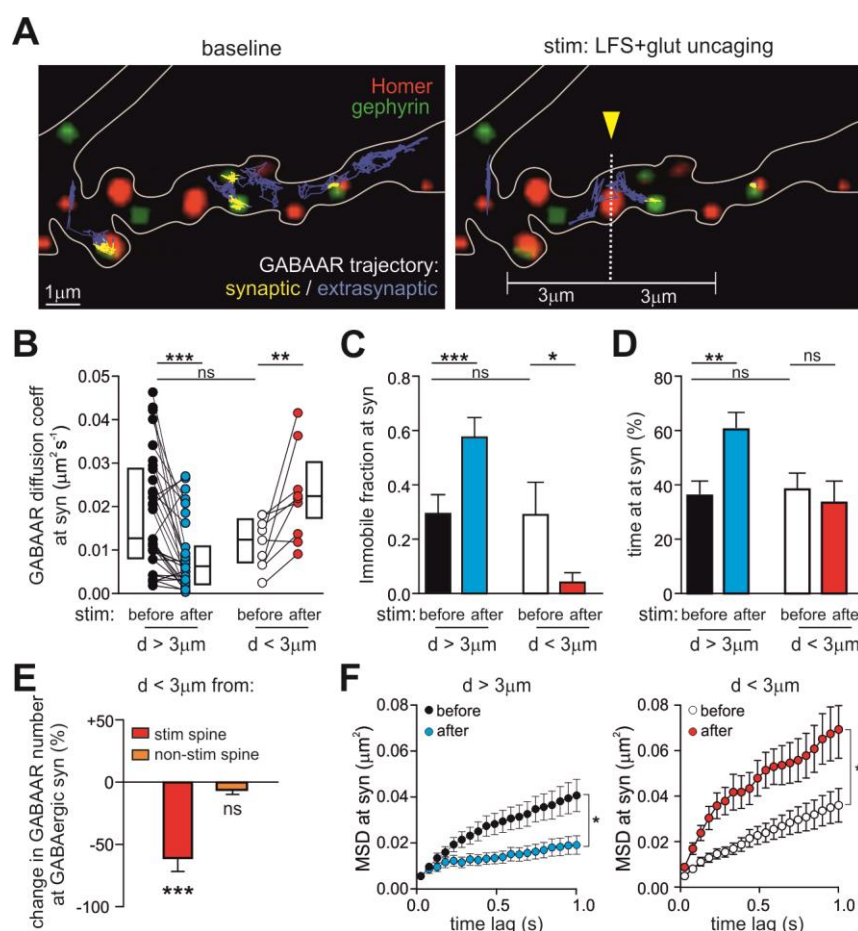 A
baseline
stim: LFS+glut uncaging
Homer
gephyrin
GABAAR trajectory:
synaptic / extrasynaptic
1μm
3μm 3μm
B
GABAAR diffusion coeff
at syn (μm² s⁻¹)
0.05
0.04
0.03
0.02
0.01
0.00
***
**
ns
stim: before after before after
d > 3μm d < 3μm
C
Immobile fraction at syn
0.8
0.6
0.4
0.2
0.0
***
*
ns
stim: before after before after
d > 3μm d < 3μm
D
time at at syn (%)
80
60
40
20
0
**
ns
ns
stim: before after before after
d > 3μm d < 3μm
E
d < 3μm from:
change in GABAAR number
at GABAergic syn (%)
+50
0
-50
-100
stim spine
non-stim spine
ns
***
F
d > 3μm
before
after
MSD at syn (μm²)
0.08
0.06
0.04
0.02
0.00
*
0.0 0.5 1.0
time lag (s)
d < 3μm
before
after
MSD at syn (μm²)
0.08
0.06
0.04
0.02
0.00
0.0 0.5 1.0
time lag (s)